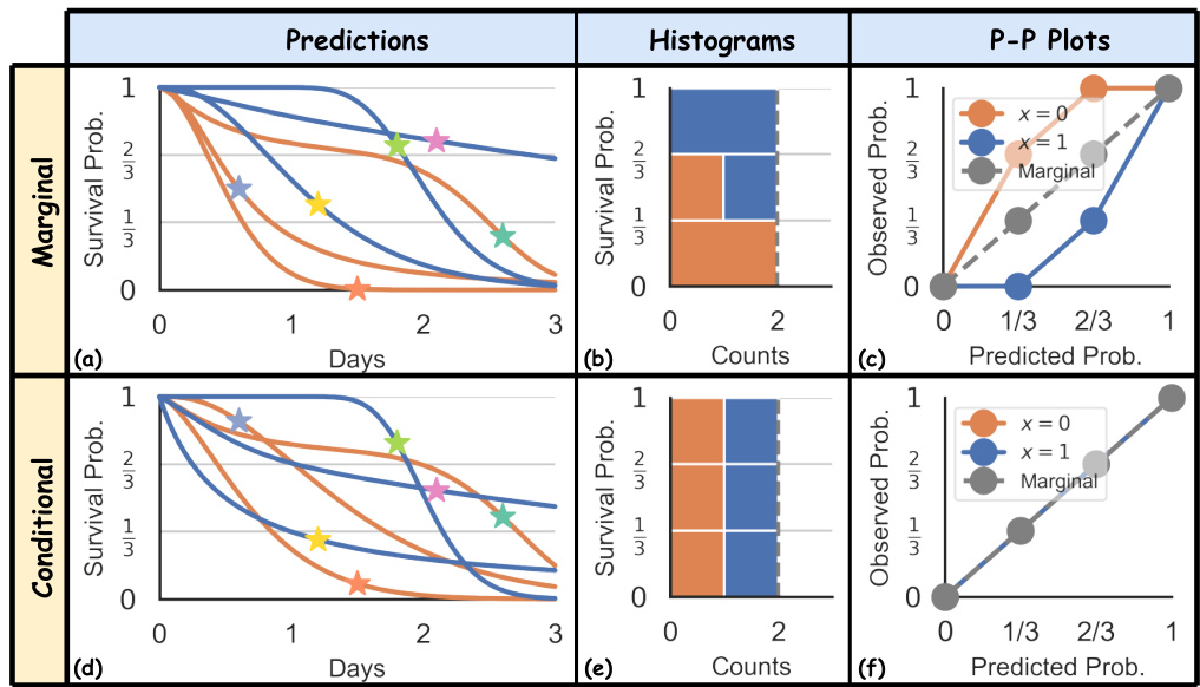 Predictions
Histograms
P-P Plots
Marginal
Survival Prob.
1
2/3
1/3
0
0 1 2 3
Days
(a)
Survival Prob.
1
2/3
1/3
0
0 2
Counts
(b)
Observed Prob.
1
2/3
1/3
0
x = 0
x = 1
Marginal
0 1/3 2/3 1
Predicted Prob.
(c)
Conditional
Survival Prob.
1
2/3
1/3
0
0 1 2 3
Days
(d)
Survival Prob.
1
2/3
1/3
0
0 2
Counts
(e)
Observed Prob.
1
2/3
1/3
0
x = 0
x = 1
Marginal
0 1/3 2/3 1
Predicted Prob.
(f)